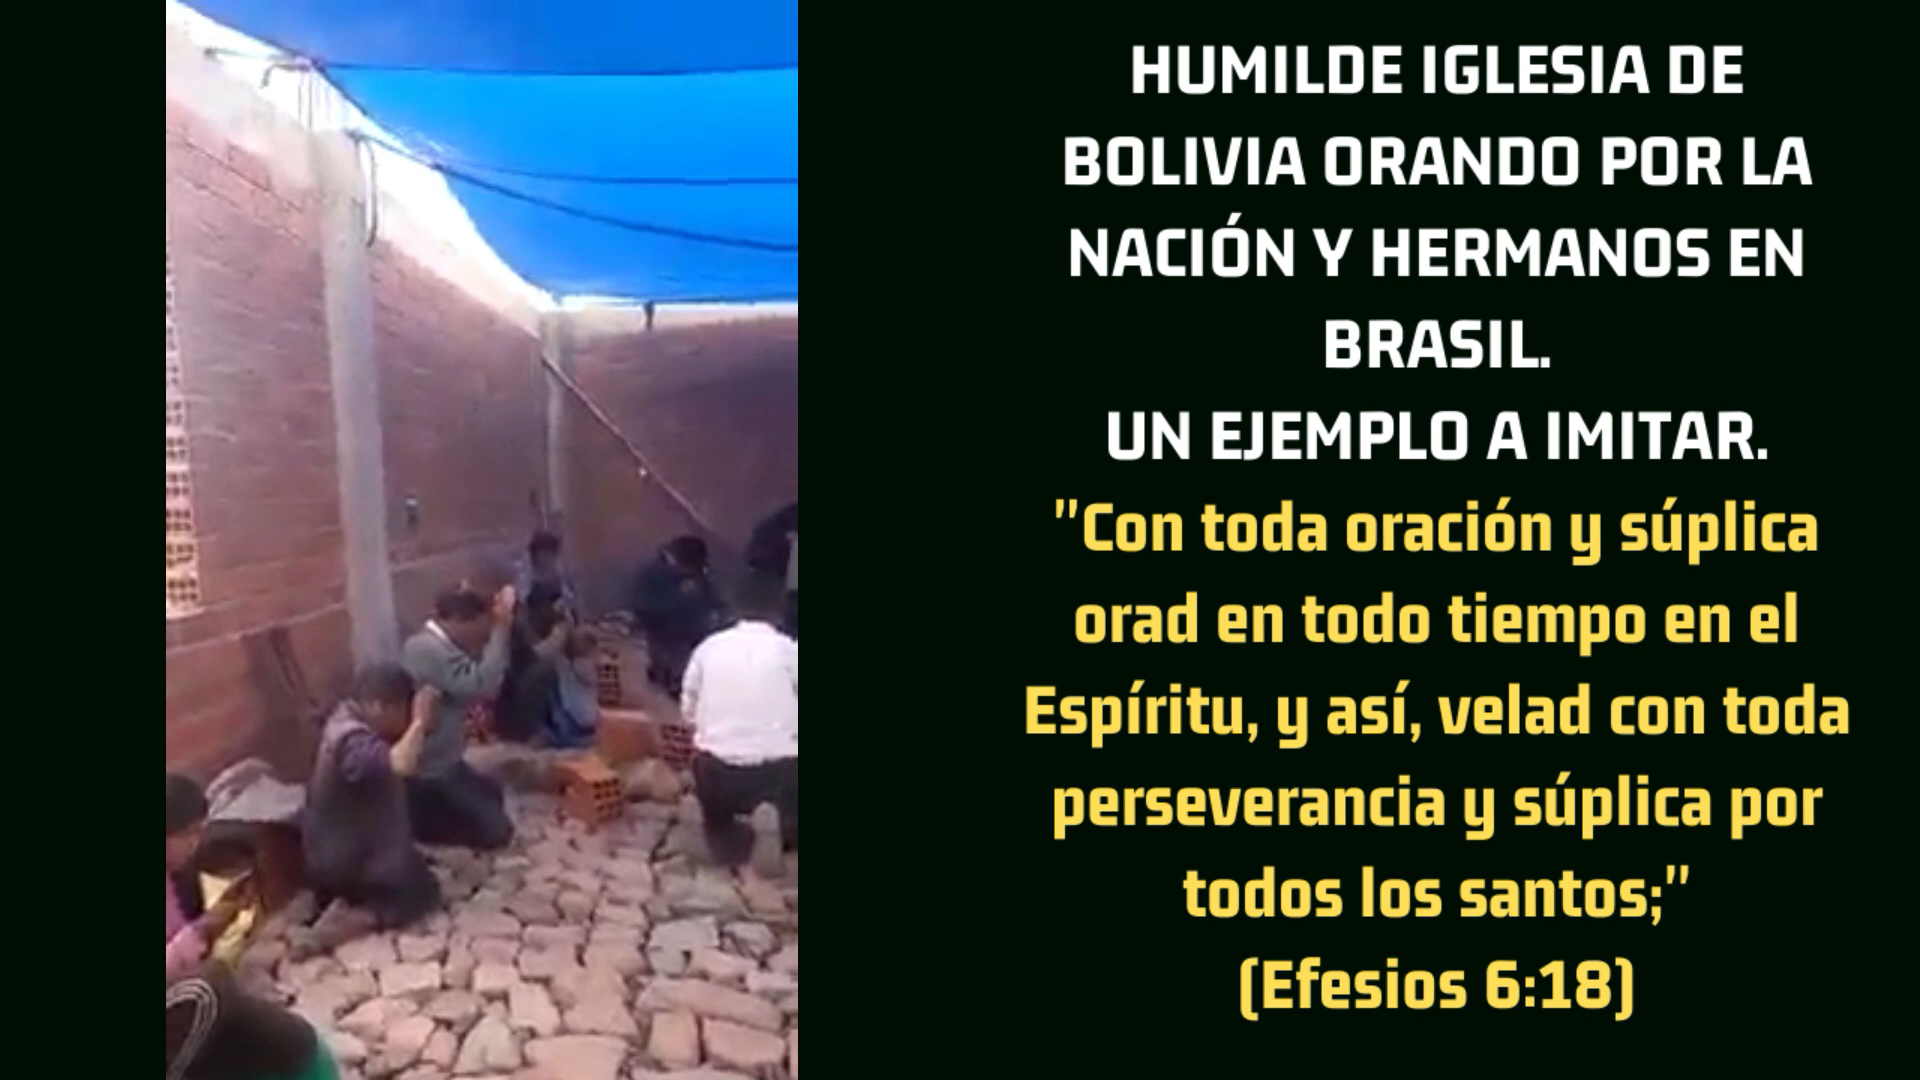 HUMILDE IGLESIA DE
BOLIVIA ORANDO POR LA
NACIÓN Y HERMANOS EN
BRASIL.
UN EJEMPLO A IMITAR.
"Con toda oración y súplica
orad en todo tiempo en el
Espíritu, y así, velad con toda
perseverancia y súplica por
todos los santos;"
(Efesios 6:18)